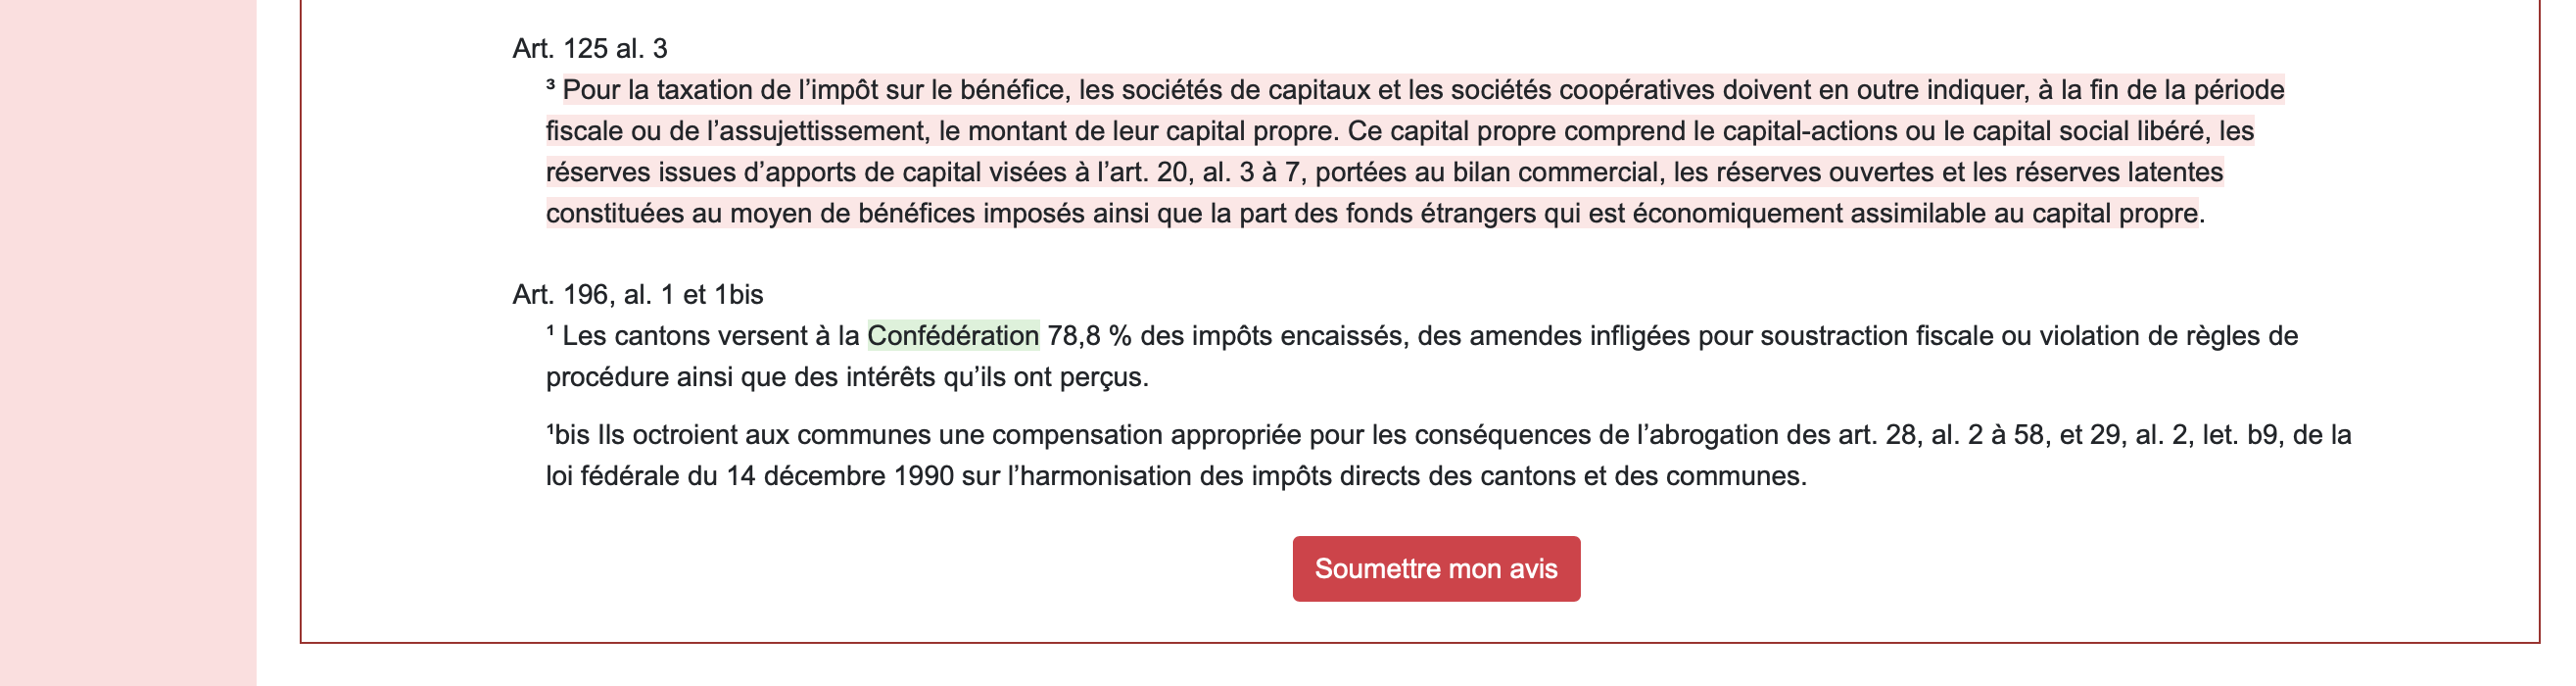 Art. 125 al. 3
³ Pour la taxation de l’impôt sur le bénéfice, les sociétés de capitaux et les sociétés coopératives doivent en outre indiquer, à la fin de la période
fiscale ou de l’assujettissement, le montant de leur capital propre. Ce capital propre comprend le capital-actions ou le capital social libéré, les
réserves issues d’apports de capital visées à l’art. 20, al. 3 à 7, portées au bilan commercial, les réserves ouvertes et les réserves latentes
constituées au moyen de bénéfices imposés ainsi que la part des fonds étrangers qui est économiquement assimilable au capital propre.
Art. 196, al. 1 et 1bis
¹ Les cantons versent à la Confédération 78,8 % des impôts encaissés, des amendes infligées pour soustraction fiscale ou violation de règles de
procédure ainsi que des intérêts qu’ils ont perçus.
¹bis Ils octroient aux communes une compensation appropriée pour les conséquences de l’abrogation des art. 28, al. 2 à 58, et 29, al. 2, let. b9, de la
loi fédérale du 14 décembre 1990 sur l’harmonisation des impôts directs des cantons et des communes.
Soumettre mon avis